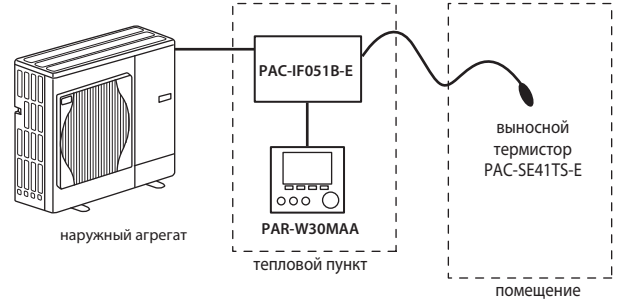 PAC-IF051B-E
выносной
термистор
PAC-SE41TS-E
PAR-W30MAA
наружный агрегат
тепловой пункт
помещение